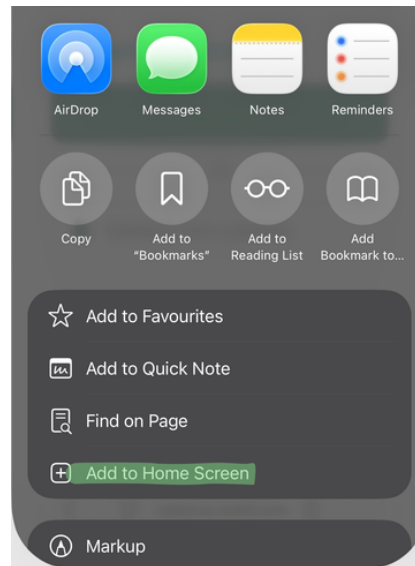 AirDrop
Messages
Notes
Reminders
Copy
Add to
"Bookmarks"
Add to
Reading List
Add
Bookmark to...
Add to Favourites
Add to Quick Note
Find on Page
Add to Home Screen
Markup